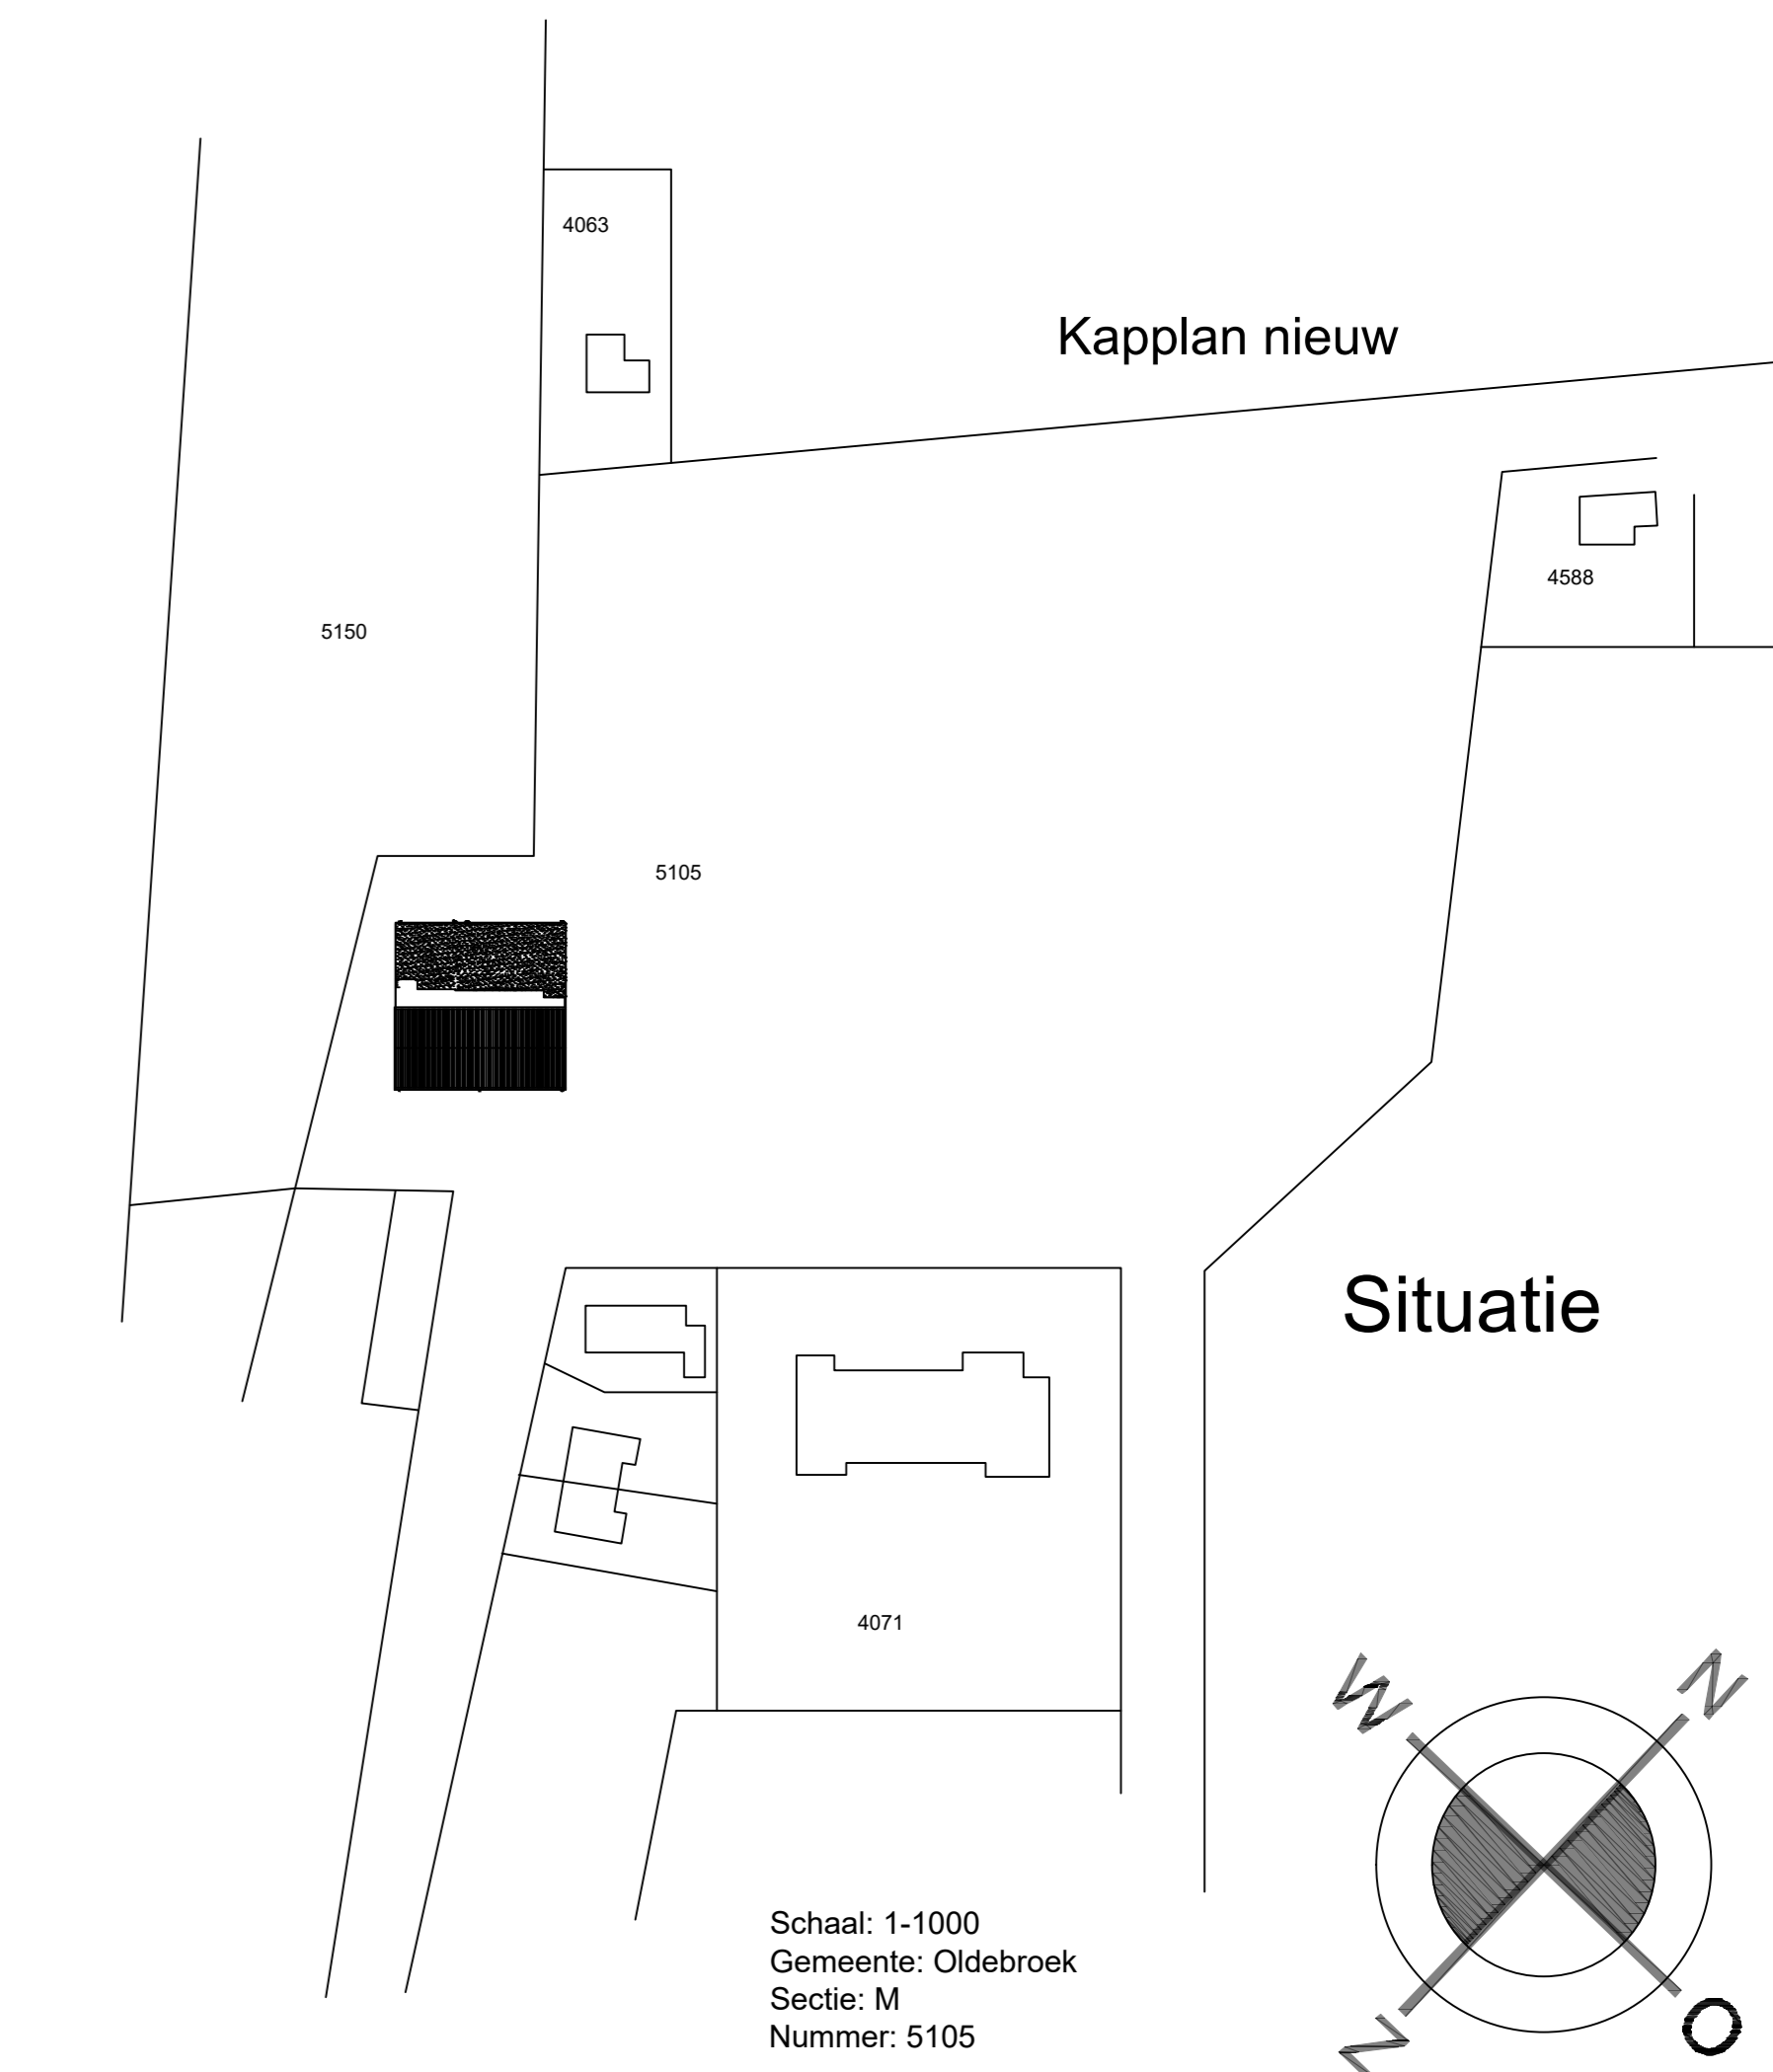 4063
Kapplan nieuw
4588
5150
5105
Situatie
4071
W
N
Schaal: 1-1000
Gemeente: Oldebroek
Sectie: M
Nummer: 5105
O